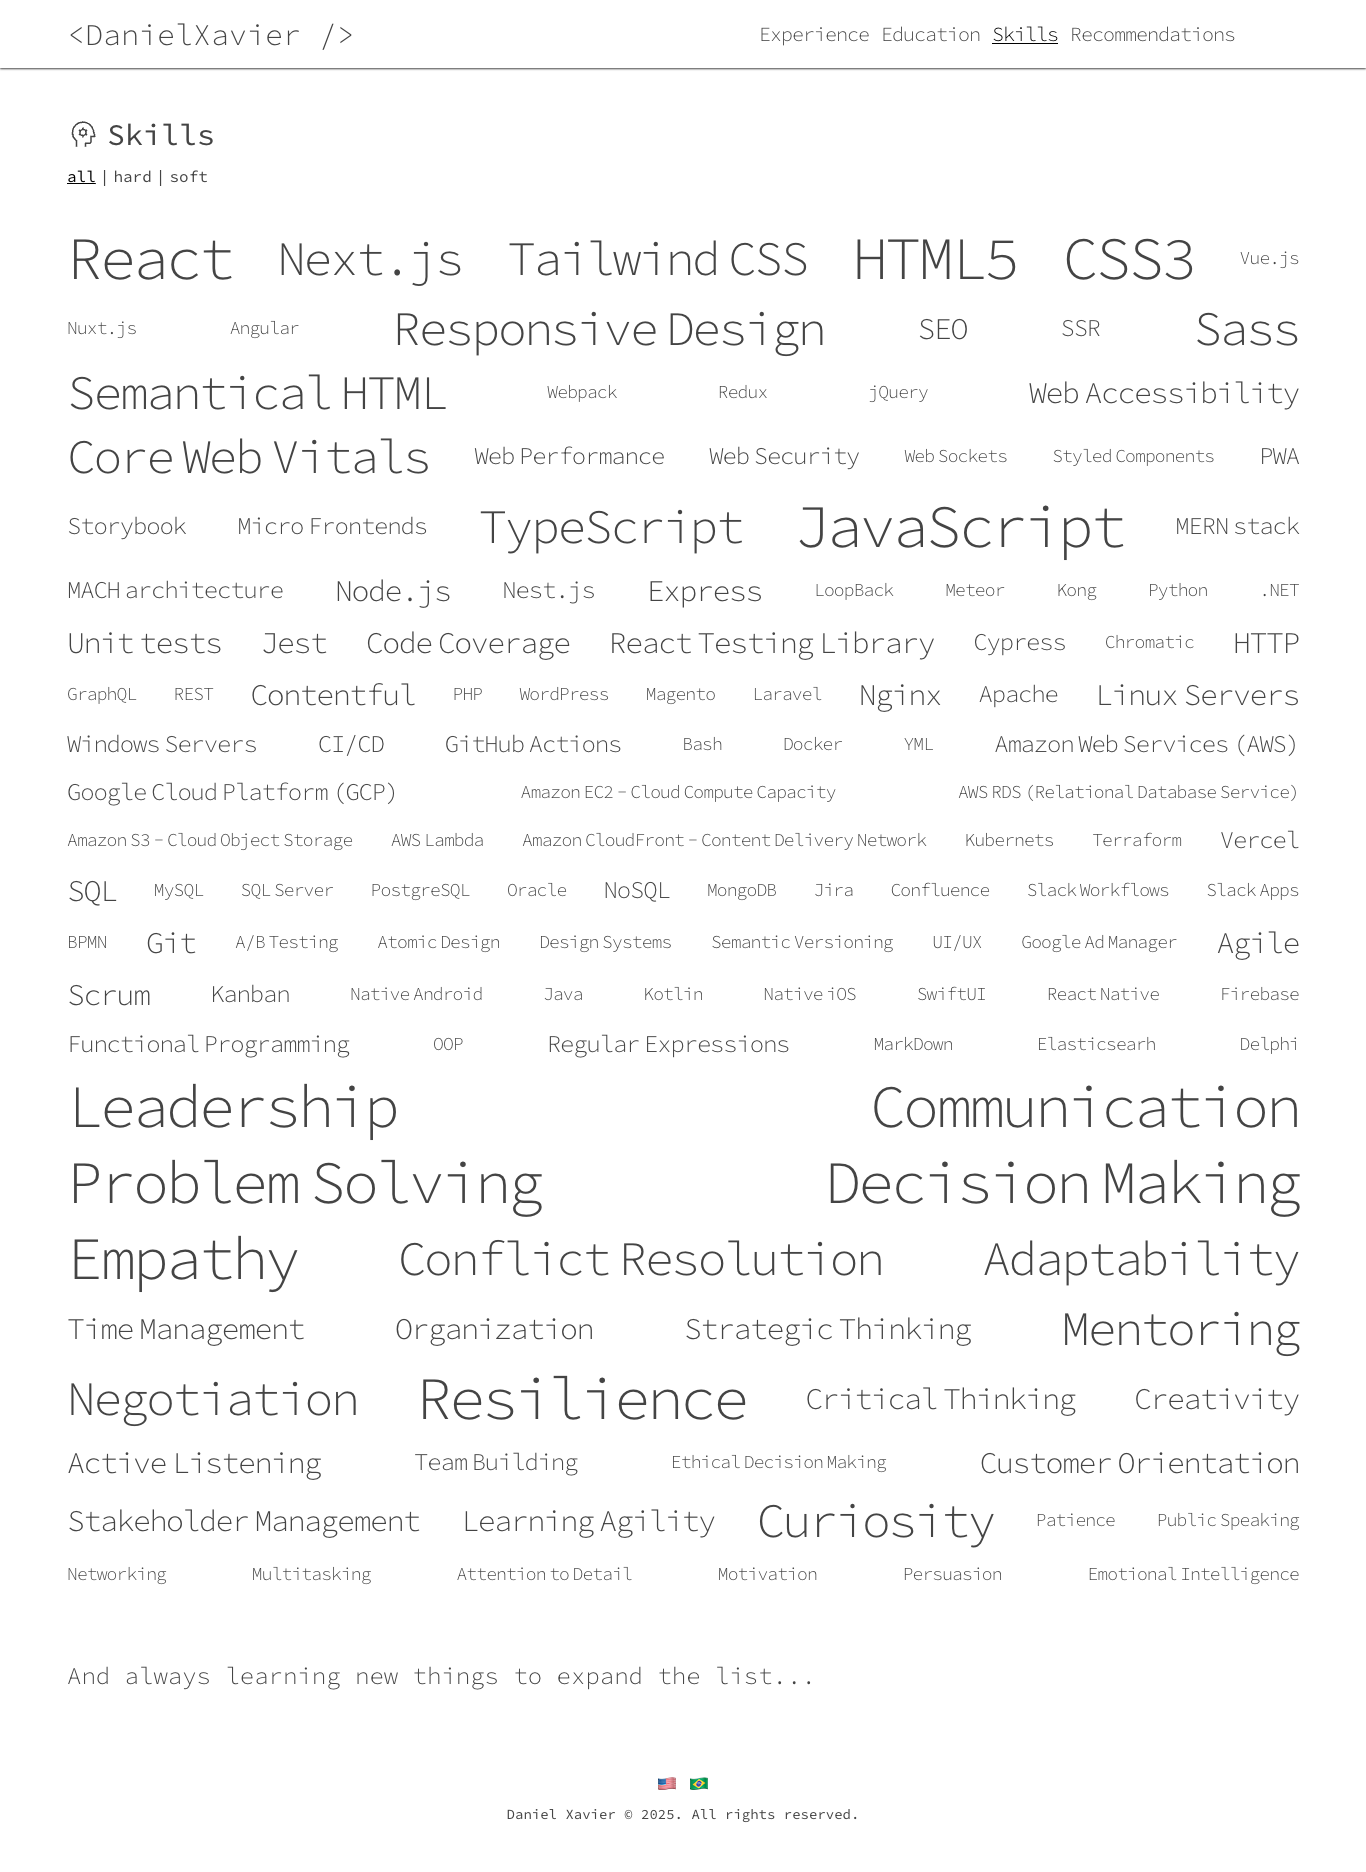 <DanielXavier />
Experience Education Skills Recommendations
Skills
all | hard | soft
React Next.js Tailwind CSS HTML5 CSS3 Vue.js
Nuxt.js Angular Responsive Design SEO SSR Sass
Semantical HTML Webpack Redux jQuery Web Accessibility
Core Web Vitals Web Performance Web Security Web Sockets Styled Components PWA
Storybook Micro Frontends TypeScript JavaScript MERN stack
MACH architecture Node.js Nest.js Express LoopBack Meteor Kong Python .NET
Unit tests Jest Code Coverage React Testing Library Cypress Chromatic HTTP
GraphQL REST Contentful PHP WordPress Magento Laravel Nginx Apache Linux Servers
Windows Servers CI/CD GitHub Actions Bash Docker YML Amazon Web Services (AWS)
Google Cloud Platform (GCP) Amazon EC2 - Cloud Compute Capacity AWS RDS (Relational Database Service)
Amazon S3 - Cloud Object Storage AWS Lambda Amazon CloudFront - Content Delivery Network Kubernets Terraform Vercel
SQL MySQL SQL Server PostgreSQL Oracle NoSQL MongoDB Jira Confluence Slack Workflows Slack Apps
BPMN Git A/B Testing Atomic Design Design Systems Semantic Versioning UI/UX Google Ad Manager Agile
Scrum Kanban Native Android Java Kotlin Native iOS SwiftUI React Native Firebase
Functional Programming OOP Regular Expressions MarkDown Elasticsearh Delphi
Leadership Communication
Problem Solving Decision Making
Empathy Conflict Resolution Adaptability
Time Management Organization Strategic Thinking Mentoring
Negotiation Resilience Critical Thinking Creativity
Active Listening Team Building Ethical Decision Making Customer Orientation
Stakeholder Management Learning Agility Curiosity Patience Public Speaking
Networking Multitasking Attention to Detail Motivation Persuasion Emotional Intelligence
And always learning new things to expand the list...
Daniel Xavier © 2025. All rights reserved.